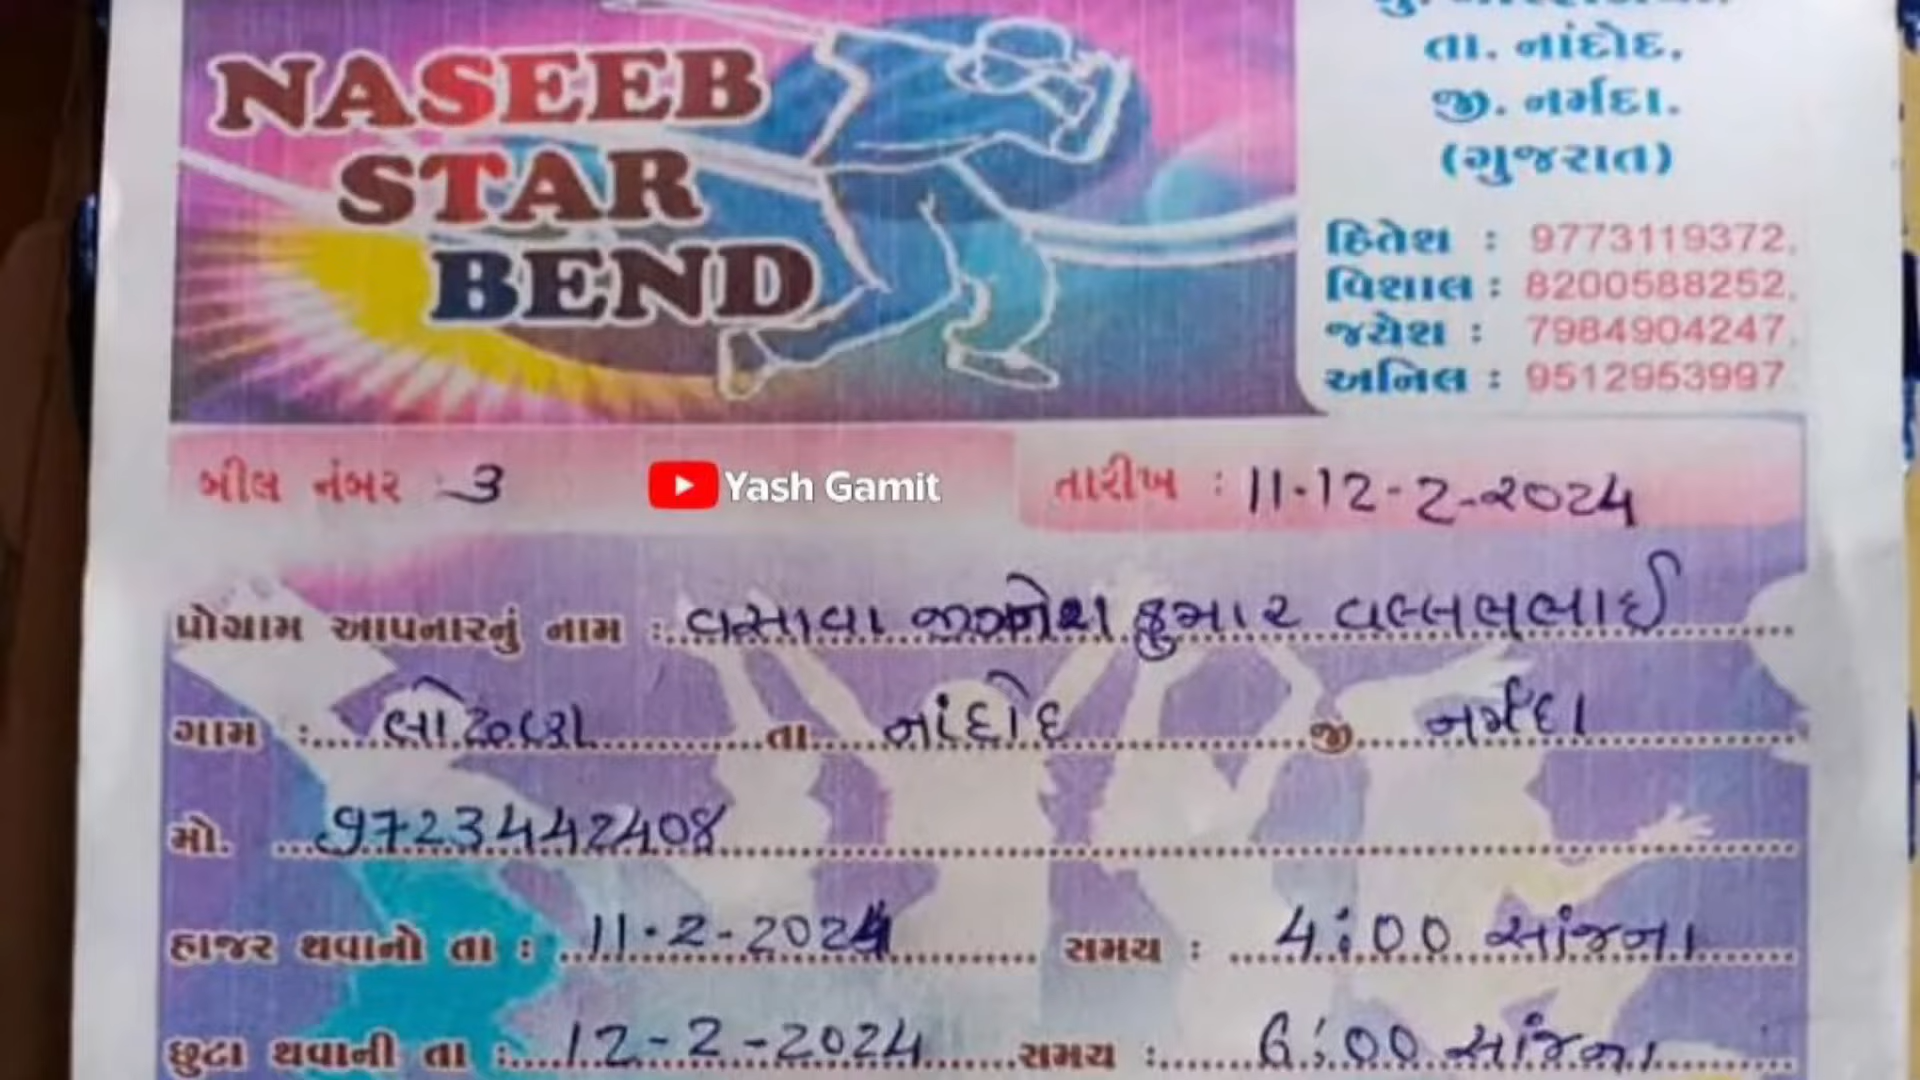 NASEEB
STAR
BEND
તા. નાંદોદ.
જી. નર્મદા.
(ગુજરાત)
હિતેશ : 9773119372.
વિશાલ : 8200588252.
જયેશ : 7984904247.
અનિલ : 9512953997
બીલ નંબર : 3
Yash Gamit
તારીખ : 11-12-2-2024
પ્રોગ્રામ આપનારનું નામ : વસાવા જીજ્ઞેશ કુમાર વલ્લભભાઈ
ગામ : તા નાંદોદ જી નર્મદા
મો. 9723442408
હાજર થવાનો તા : 11-2-2024 સમય : 4:00 સાંજના
છુટા થવાની તા : 12-2-2024 સમય : 6:00 સાંજના